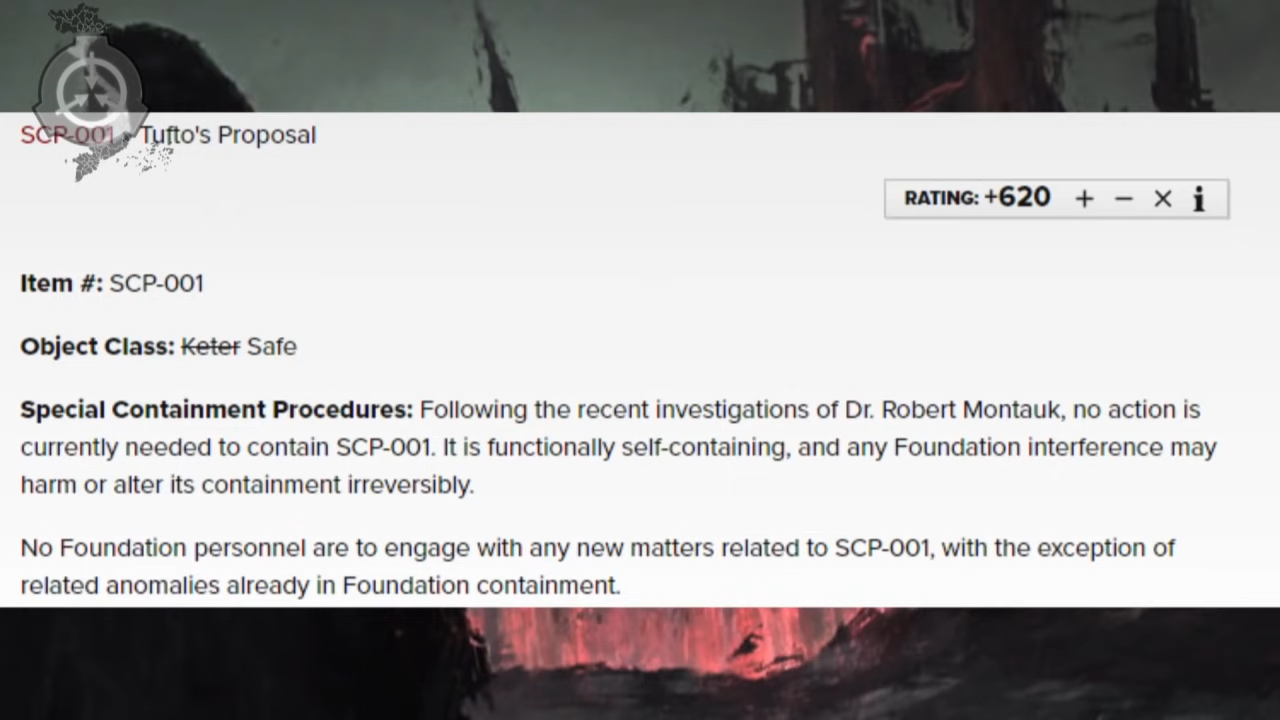 SCP-001 - Tufto's Proposal
RATING: +620 + − × i
Item #: SCP-001
Object Class: Keter Safe
Special Containment Procedures: Following the recent investigations of Dr. Robert Montauk, no action is
currently needed to contain SCP-001. It is functionally self-containing, and any Foundation interference may
harm or alter its containment irreversibly.
No Foundation personnel are to engage with any new matters related to SCP-001, with the exception of
related anomalies already in Foundation containment.